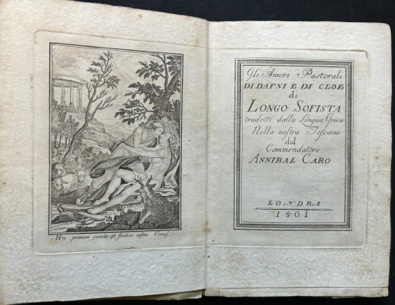 Gli Amori Pastorali
DI DAFNI E DI CLOE
di
LONGO SOFISTA
tradotti dalla Lingua Greca
Nella nostra Toscana
dal
Commendatore
ANNIBAL CARO
LONDRA
1801